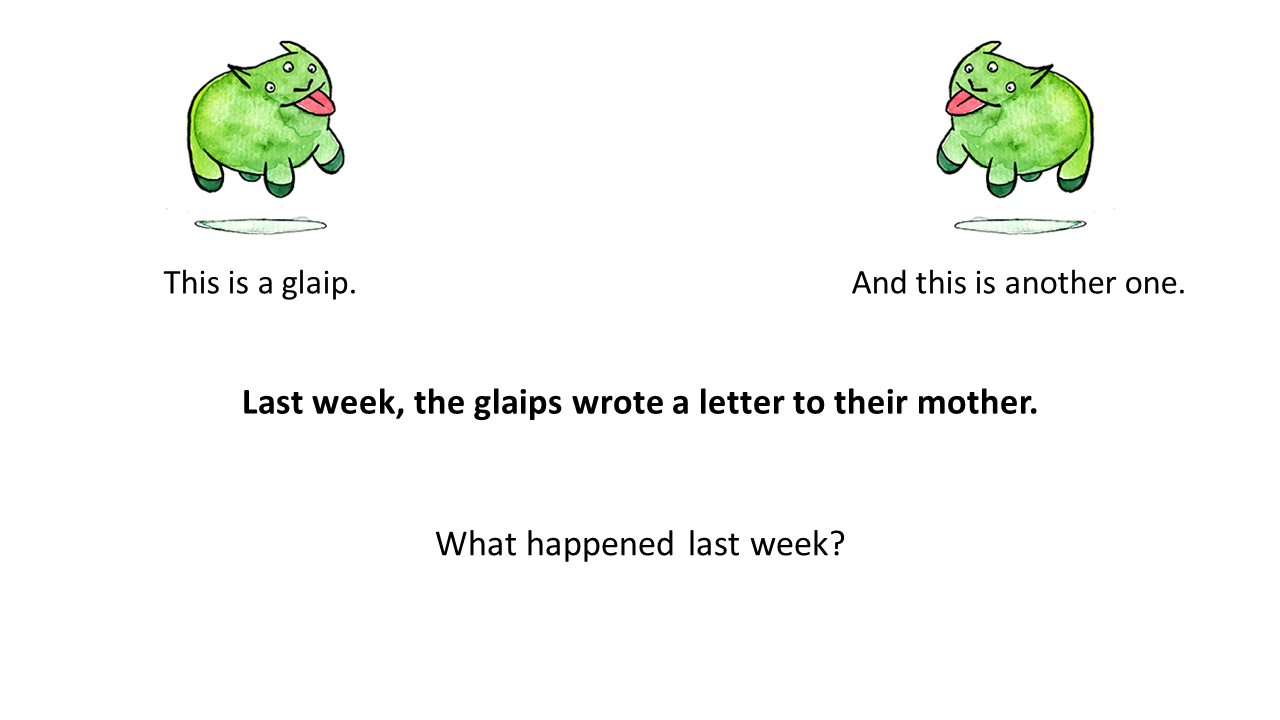 This is a glaip.
And this is another one.
Last week, the glaips wrote a letter to their mother.
What happened last week?